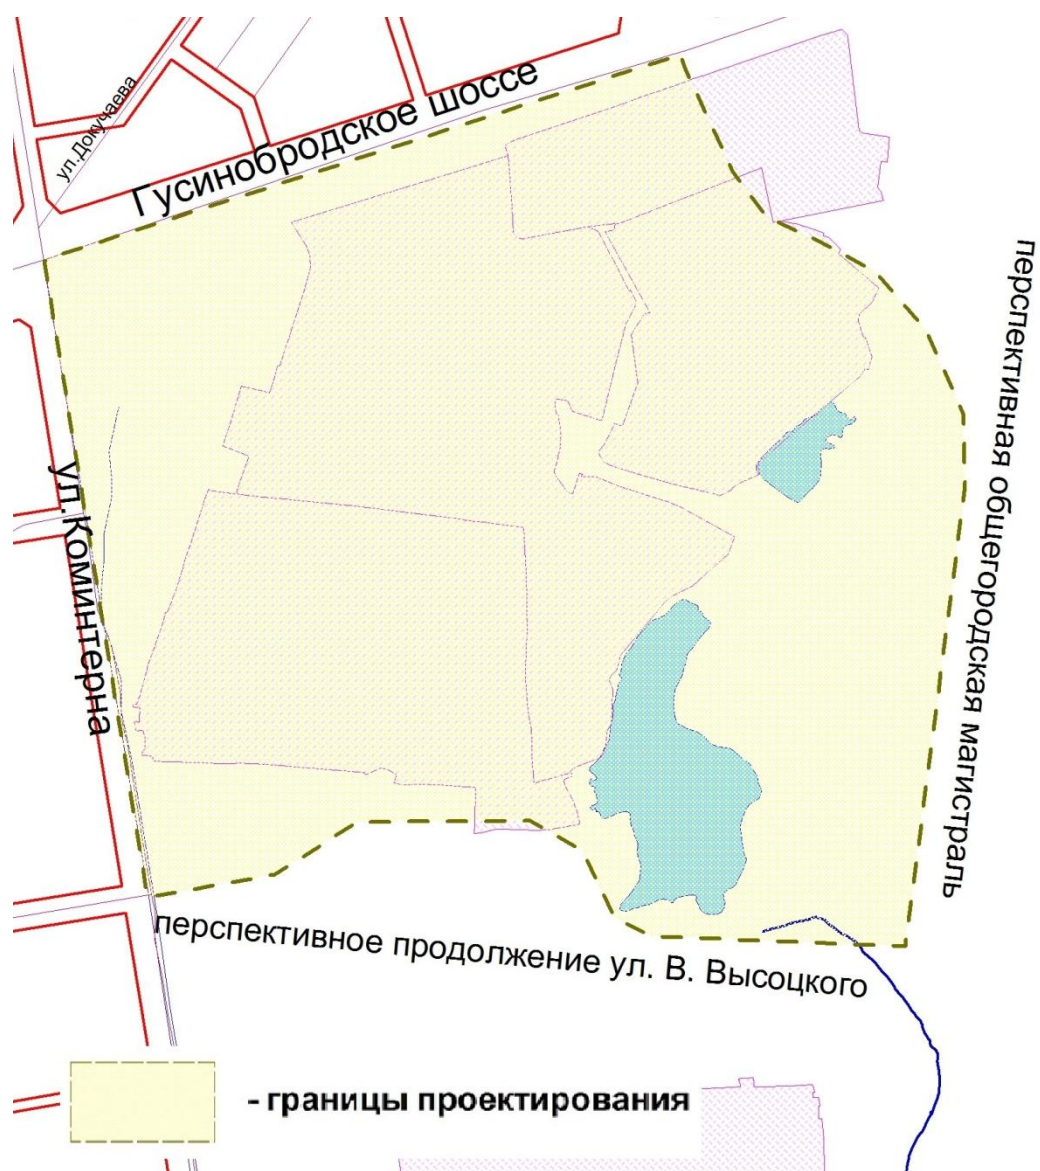 ул.Докучаева
Гусинобродское шоссе
перспективная общегородская магистраль
ул.Коминтерна
перспективное продолжение ул. В. Высоцкого
- границы проектирования